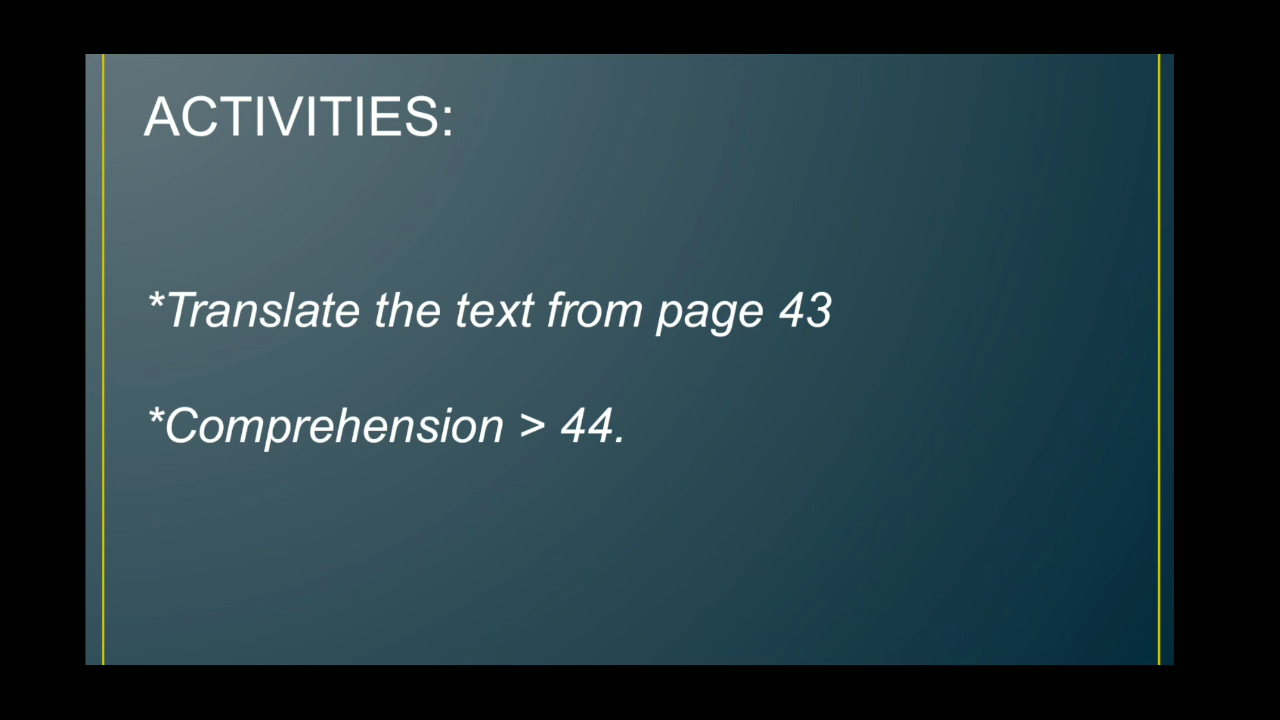 ACTIVITIES:
*Translate the text from page 43
*Comprehension > 44.